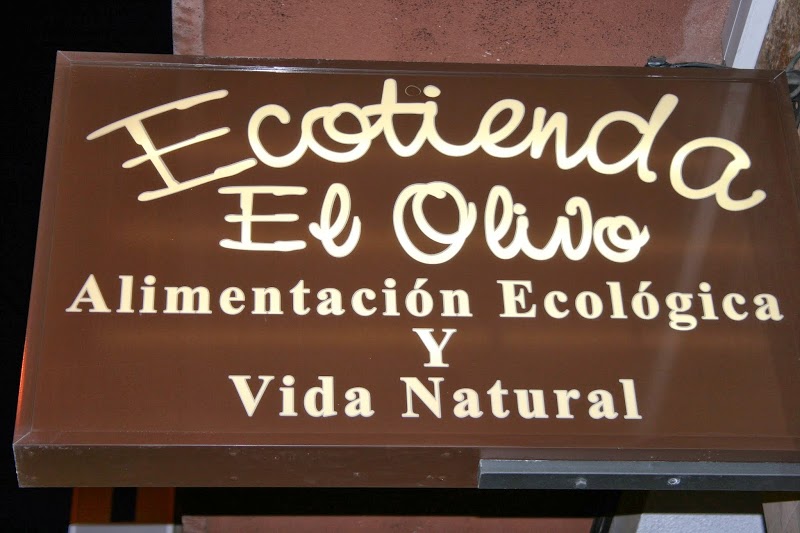 Ecotienda
El Olivo
Alimentación Ecológica
Y
Vida Natural